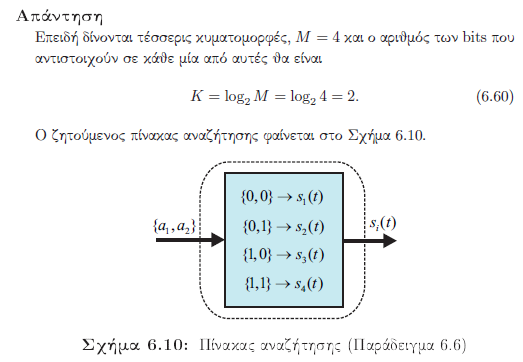 Απάντηση
Επειδή δίνονται τέσσερις κυματομορφές, M = 4 και ο αριθμός των bits που
αντιστοιχούν σε κάθε μία από αυτές θα είναι
K = log₂ M = log₂ 4 = 2. (6.60)
Ο ζητούμενος πίνακας αναζήτησης φαίνεται στο Σχήμα 6.10.
{a₁,a₂}
{0,0} → s₁(t)
{0,1} → s₂(t)
{1,0} → s₃(t)
{1,1} → s₄(t)
sᵢ(t)
Σχήμα 6.10: Πίνακας αναζήτησης (Παράδειγμα 6.6)